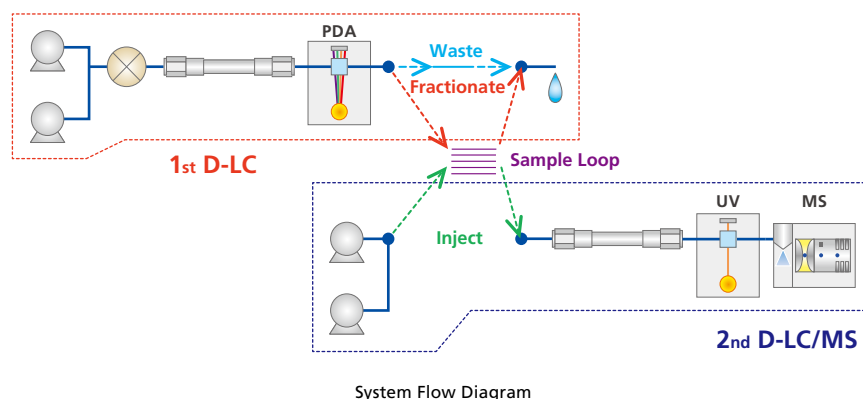 PDA
Waste
Fractionate
1st D-LC
Sample Loop
UV
MS
Inject
2nd D-LC/MS
System Flow Diagram